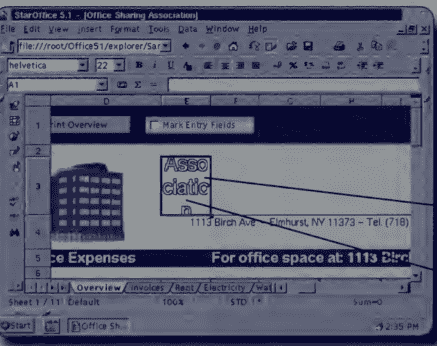 StarOffice 5.1 - [Office Sharing Association]
File Edit View Insert Format Tools Data Window Help
file:///root/Office51/explorer/Sar
helvetica 22 B i U A
A1 Σ =
D E F G H
1 int Overview Mark Entry Fields
2
3 Asso
ciatic
n
4 1113 Birch Ave - Elmhurst, NY 11373 - Tel. (718)
5 ce Expenses For office space at: 1113 Birc
6
Overview Invoices Rent Electricity Wat
Sheet 1 / 11 Default 100% STD * Sum=0
Start Office Sh... 2:35 PM